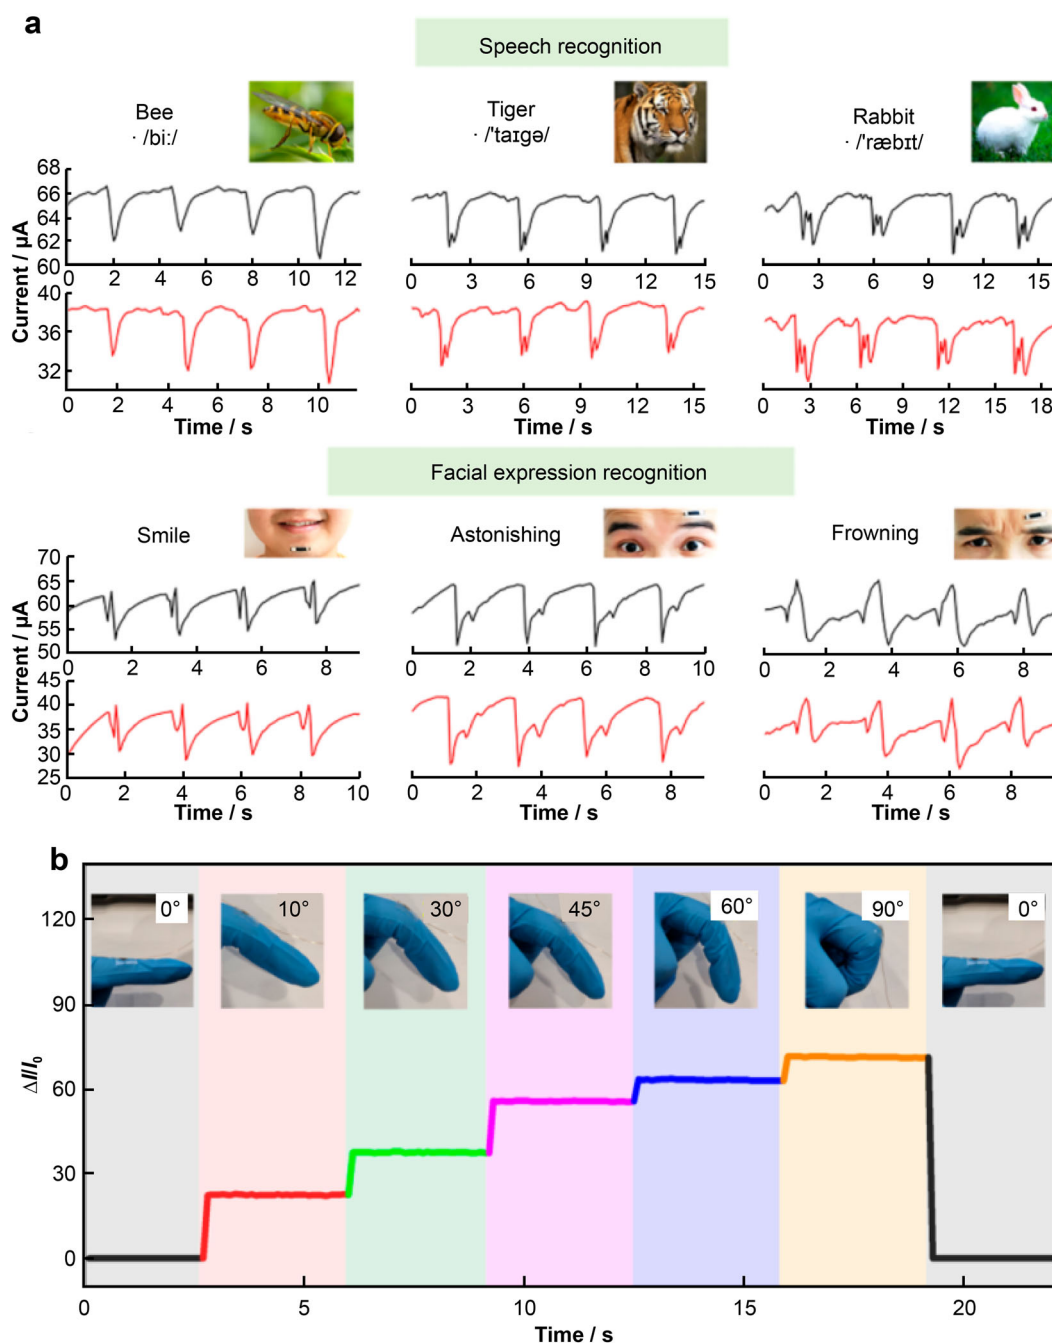 a
Speech recognition
Bee
· /bi:/
Tiger
· /'taɪgə/
Rabbit
· /'ræbɪt/
Current / µA
68
66
64
62
60
0 2 4 6 8 10 12
0 3 6 9 12 15
0 3 6 9 12 15
40
36
32
0 2 4 6 8 10
0 3 6 9 12 15
0 3 6 9 12 15 18
Time / s
Time / s
Time / s
Facial expression recognition
Smile
Astonishing
Frowning
Current / µA
70
65
60
55
50
0 2 4 6 8
0 2 4 6 8 10
0 2 4 6 8
45
40
35
30
25
0 2 4 6 8 10
0 2 4 6 8
0 2 4 6 8
Time / s
Time / s
Time / s
b
0° 10° 30° 45° 60° 90° 0°
ΔI/I₀
120
90
60
30
0
0 5 10 15 20
Time / s